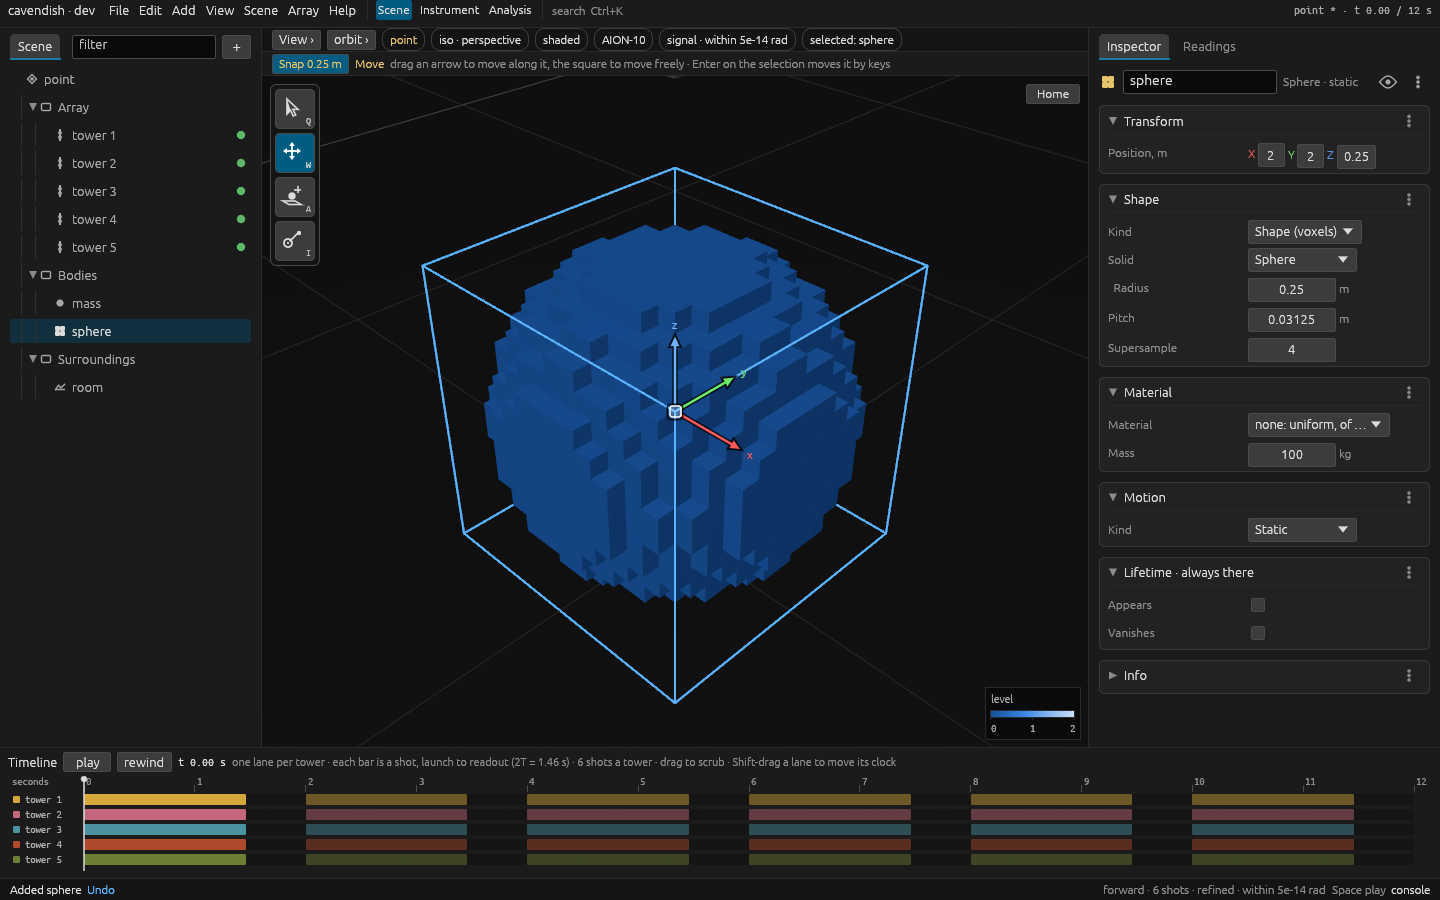 cavendish · dev File Edit Add View Scene Array Help Scene Instrument Analysis search Ctrl+K point * · t 0.00 / 12 s
Scene filter +
View › orbit › point iso · perspective shaded AION-10 signal · within 5e-14 rad selected: sphere
Snap 0.25 m Move drag an arrow to move along it, the square to move freely · Enter on the selection moves it by keys
point
Array
tower 1
tower 2
tower 3
tower 4
tower 5
Bodies
mass
sphere
Surroundings
room
Q
W
A
I
Home
z
y
x
level
0 1 2
Inspector Readings
sphere Sphere · static
Transform
Position, m X 2 Y 2 Z 0.25
Shape
Kind Shape (voxels)
Solid Sphere
Radius 0.25 m
Pitch 0.03125 m
Supersample 4
Material
Material none: uniform, of ...
Mass 100 kg
Motion
Kind Static
Lifetime · always there
Appears
Vanishes
Info
Timeline play rewind t 0.00 s one lane per tower · each bar is a shot, launch to readout (2T = 1.46 s) · 6 shots a tower · drag to scrub · Shift-drag a lane to move its clock
seconds 0 1 2 3 4 5 6 7 8 9 10 11 12
tower 1
tower 2
tower 3
tower 4
tower 5
Added sphere Undo forward · 6 shots · refined · within 5e-14 rad Space play console